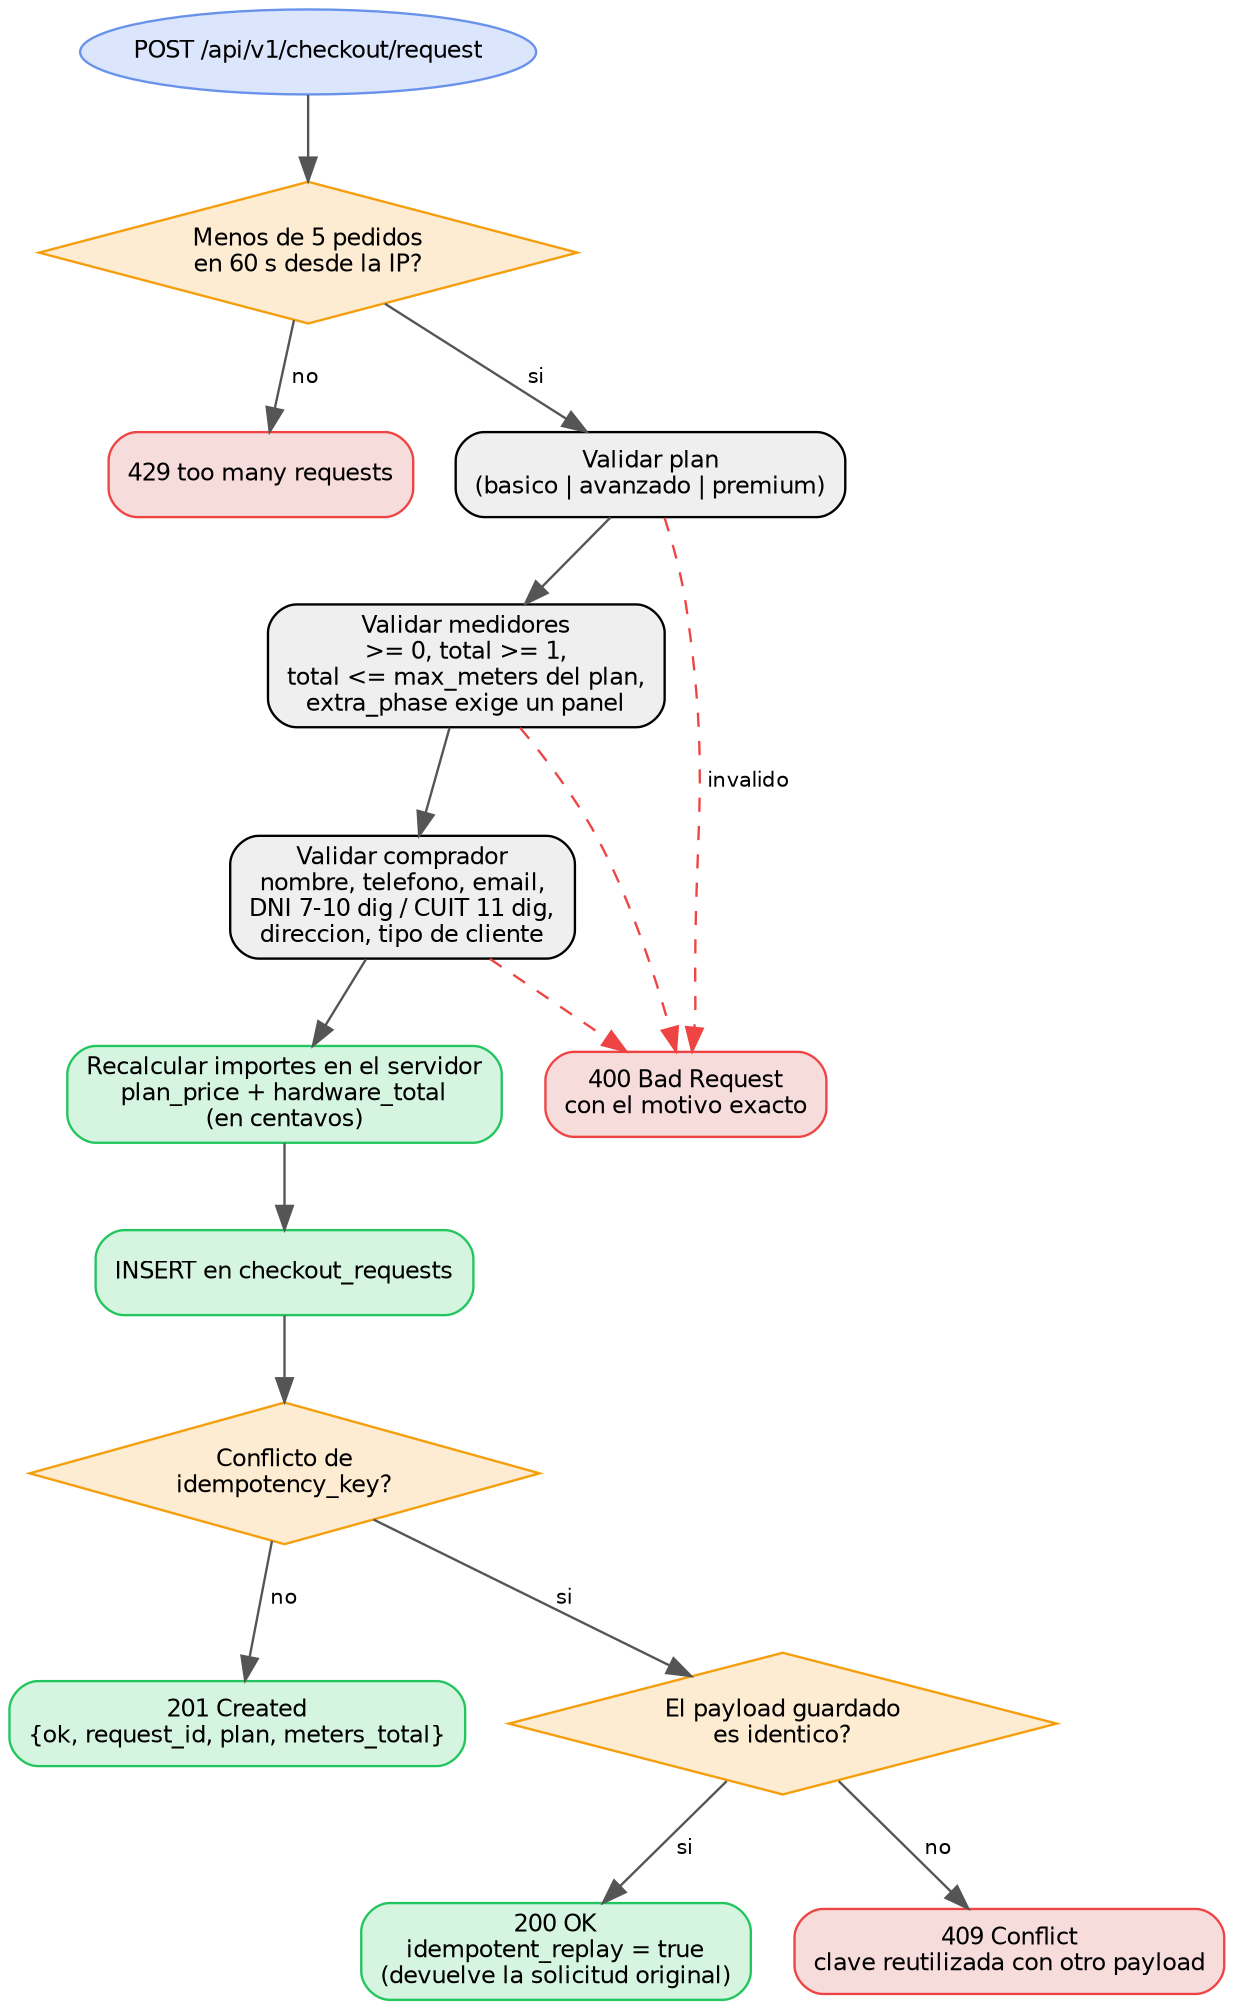 POST /api/v1/checkout/request
Menos de 5 pedidos
en 60 s desde la IP?
no
si
429 too many requests
Validar plan
(basico | avanzado | premium)
Validar medidores
>= 0, total >= 1,
total <= max_meters del plan,
extra_phase exige un panel
invalido
Validar comprador
nombre, telefono, email,
DNI 7-10 dig / CUIT 11 dig,
direccion, tipo de cliente
Recalcular importes en el servidor
plan_price + hardware_total
(en centavos)
400 Bad Request
con el motivo exacto
INSERT en checkout_requests
Conflicto de
idempotency_key?
no
si
201 Created
{ok, request_id, plan, meters_total}
El payload guardado
es identico?
si
no
200 OK
idempotent_replay = true
(devuelve la solicitud original)
409 Conflict
clave reutilizada con otro payload